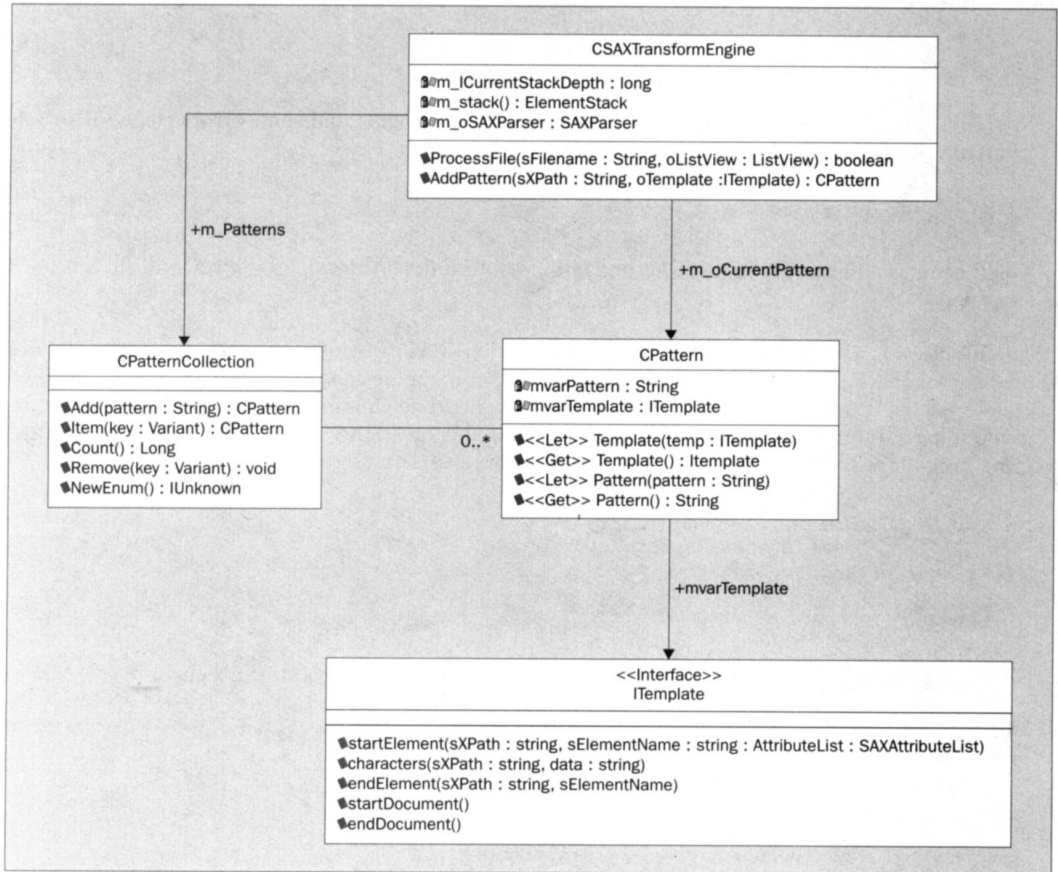 CSAXTransformEngine
m_lCurrentStackDepth : long
m_stack() : ElementStack
m_oSAXParser : SAXParser
ProcessFile(sFilename : String, oListView : ListView) : boolean
AddPattern(sXPath : String, oTemplate :ITemplate) : CPattern
+m_Patterns
+m_oCurrentPattern
CPatternCollection
Add(pattern : String) : CPattern
Item(key : Variant) : CPattern
Count() : Long
Remove(key : Variant) : void
NewEnum() : IUnknown
0..*
CPattern
mvarPattern : String
mvarTemplate : ITemplate
<<Let>> Template(temp : ITemplate)
<<Get>> Template() : Itemplate
<<Let>> Pattern(pattern : String)
<<Get>> Pattern() : String
+mvarTemplate
<<Interface>>
ITemplate
startElement(sXPath : string, sElementName : string : AttributeList : SAXAttributeList)
characters(sXPath : string, data : string)
endElement(sXPath : string, sElementName)
startDocument()
endDocument()